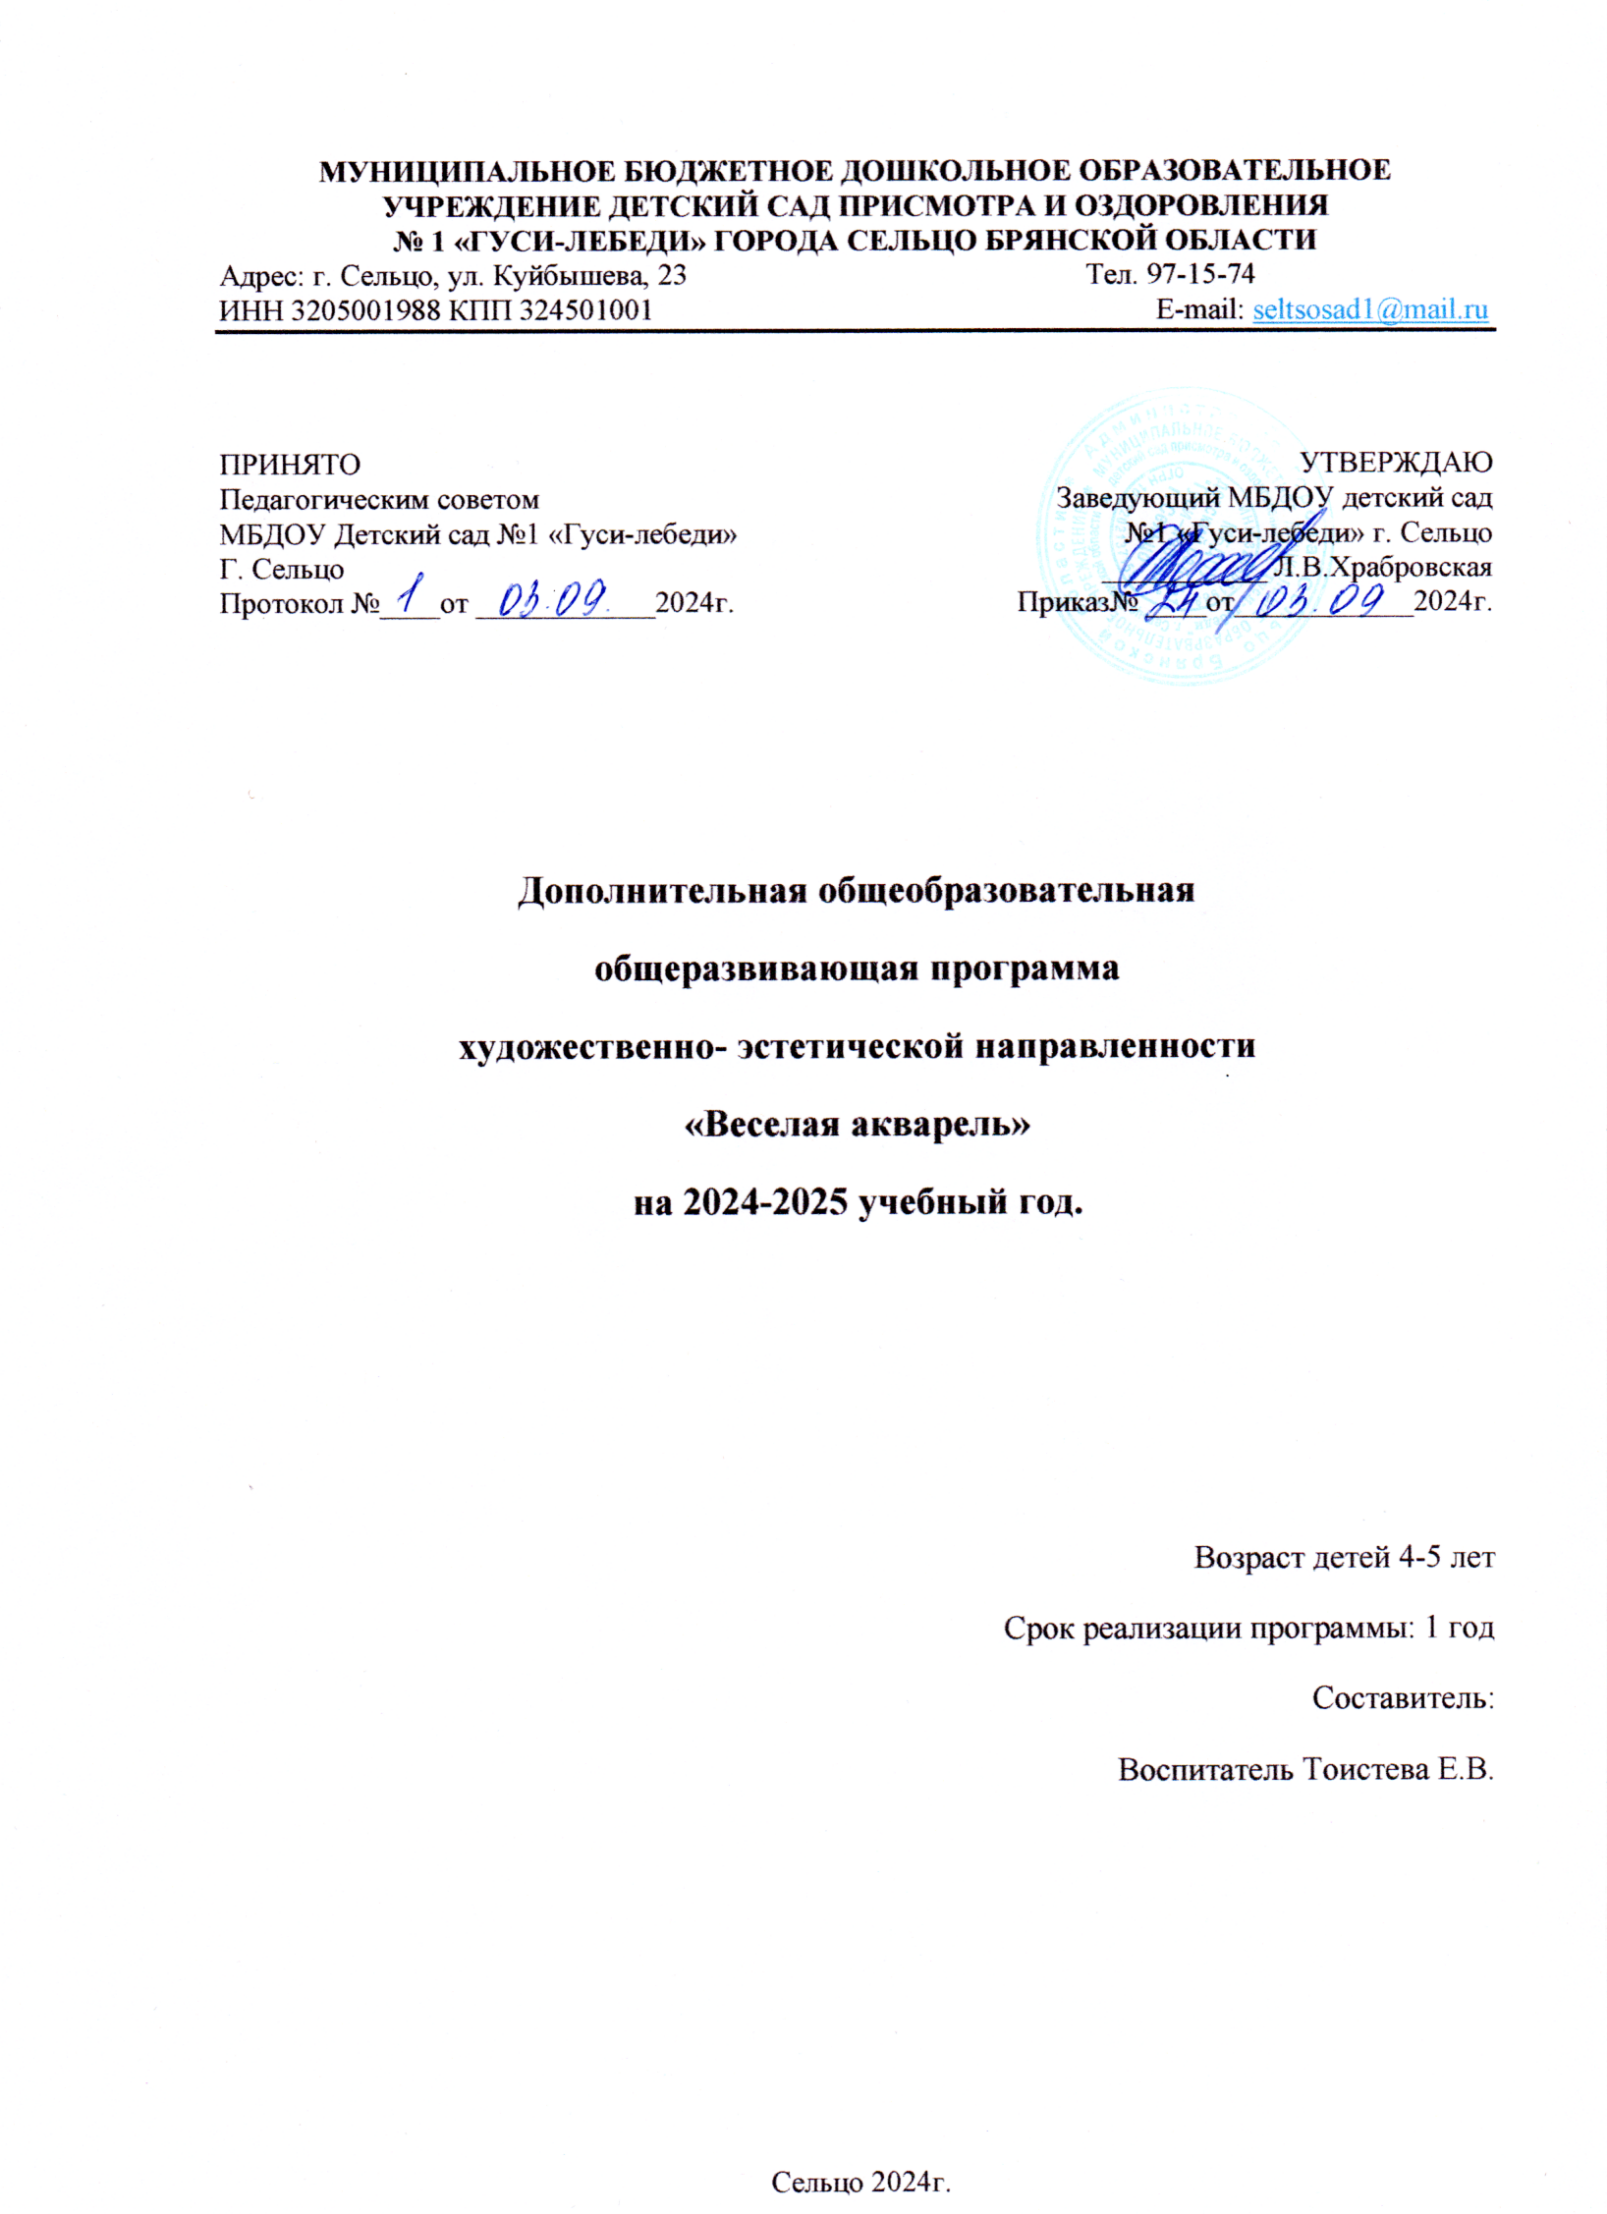 МУНИЦИПАЛЬНОЕ БЮДЖЕТНОЕ ДОШКОЛЬНОЕ ОБРАЗОВАТЕЛЬНОЕ
УЧРЕЖДЕНИЕ ДЕТСКИЙ САД ПРИСМОТРА И ОЗДОРОВЛЕНИЯ
№ 1 «ГУСИ-ЛЕБЕДИ» ГОРОДА СЕЛЬЦО БРЯНСКОЙ ОБЛАСТИ
Адрес: г. Сельцо, ул. Куйбышева, 23 Тел. 97-15-74
ИНН 3205001988 КПП 324501001 E-mail: seltsosad1@mail.ru
ПРИНЯТО
Педагогическим советом
МБДОУ Детский сад №1 «Гуси-лебеди»
Г. Сельцо
Протокол № 1 от 03.09. 2024г.
УТВЕРЖДАЮ
Заведующий МБДОУ детский сад
№1 «Гуси-лебеди» г. Сельцо
Л.В.Храбровская
Приказ№ 24 от 03.09 2024г.
Дополнительная общеобразовательная
общеразвивающая программа
художественно- эстетической направленности
«Веселая акварель»
на 2024-2025 учебный год.
Возраст детей 4-5 лет
Срок реализации программы: 1 год
Составитель:
Воспитатель Тоистева Е.В.
Сельцо 2024г.